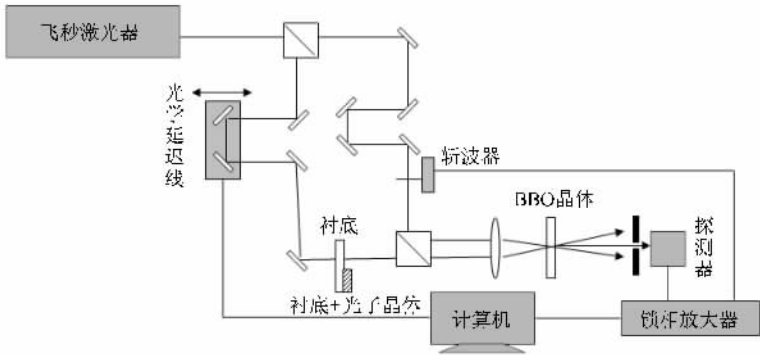 飞秒激光器
光学延迟线
斩波器
BBO晶体
衬底
探测器
衬底+光子晶体
计算机
锁相放大器